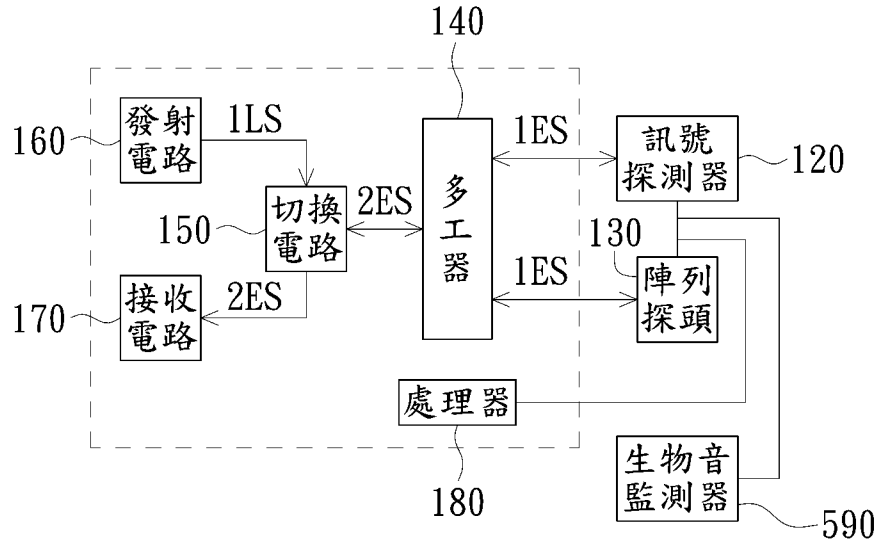 140
發射
電路
160
1LS
1ES
訊號
探測器
120
多工器
切換
電路
150
2ES
130
接收
電路
170
2ES
1ES
陣列
探頭
處理器
180
生物音
監測器
590